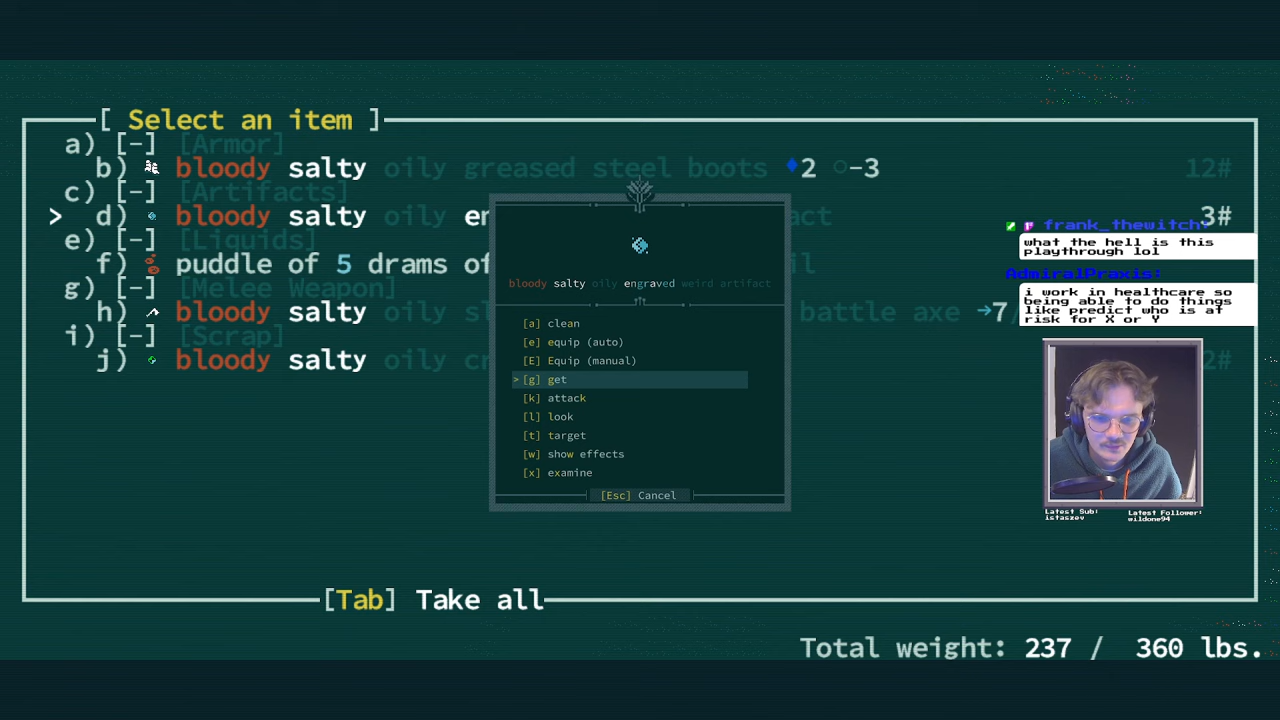 [ Select an item ]
a) [-] [Armor]
b) bloody salty oily greased steel boots ♦2 ○-3 12#
c) [-] [Artifacts]
> d) bloody salty oily en act 3#
e) [-] [Liquids]
f) puddle of 5 drams of il
g) [-] [Melee Weapon]
h) bloody salty oily battle axe →7
i) [-] [Scrap]
j) bloody salty oily 2#
bloody salty oily engraved weird artifact
[a] clean
[e] equip (auto)
[E] Equip (manual)
>[g] get
[k] attack
[l] look
[t] target
[w] show effects
[x] examine
[Esc] Cancel
[Tab] Take all
Total weight: 237 / 360 lbs.
frank_thewitch:
what the hell is this
playthrough lol
AdmiralPraxis:
i work in healthcare so
being able to do things
like predict who is at
risk for X or Y
Latest Sub:
istaszev
Latest Follower:
wildone94